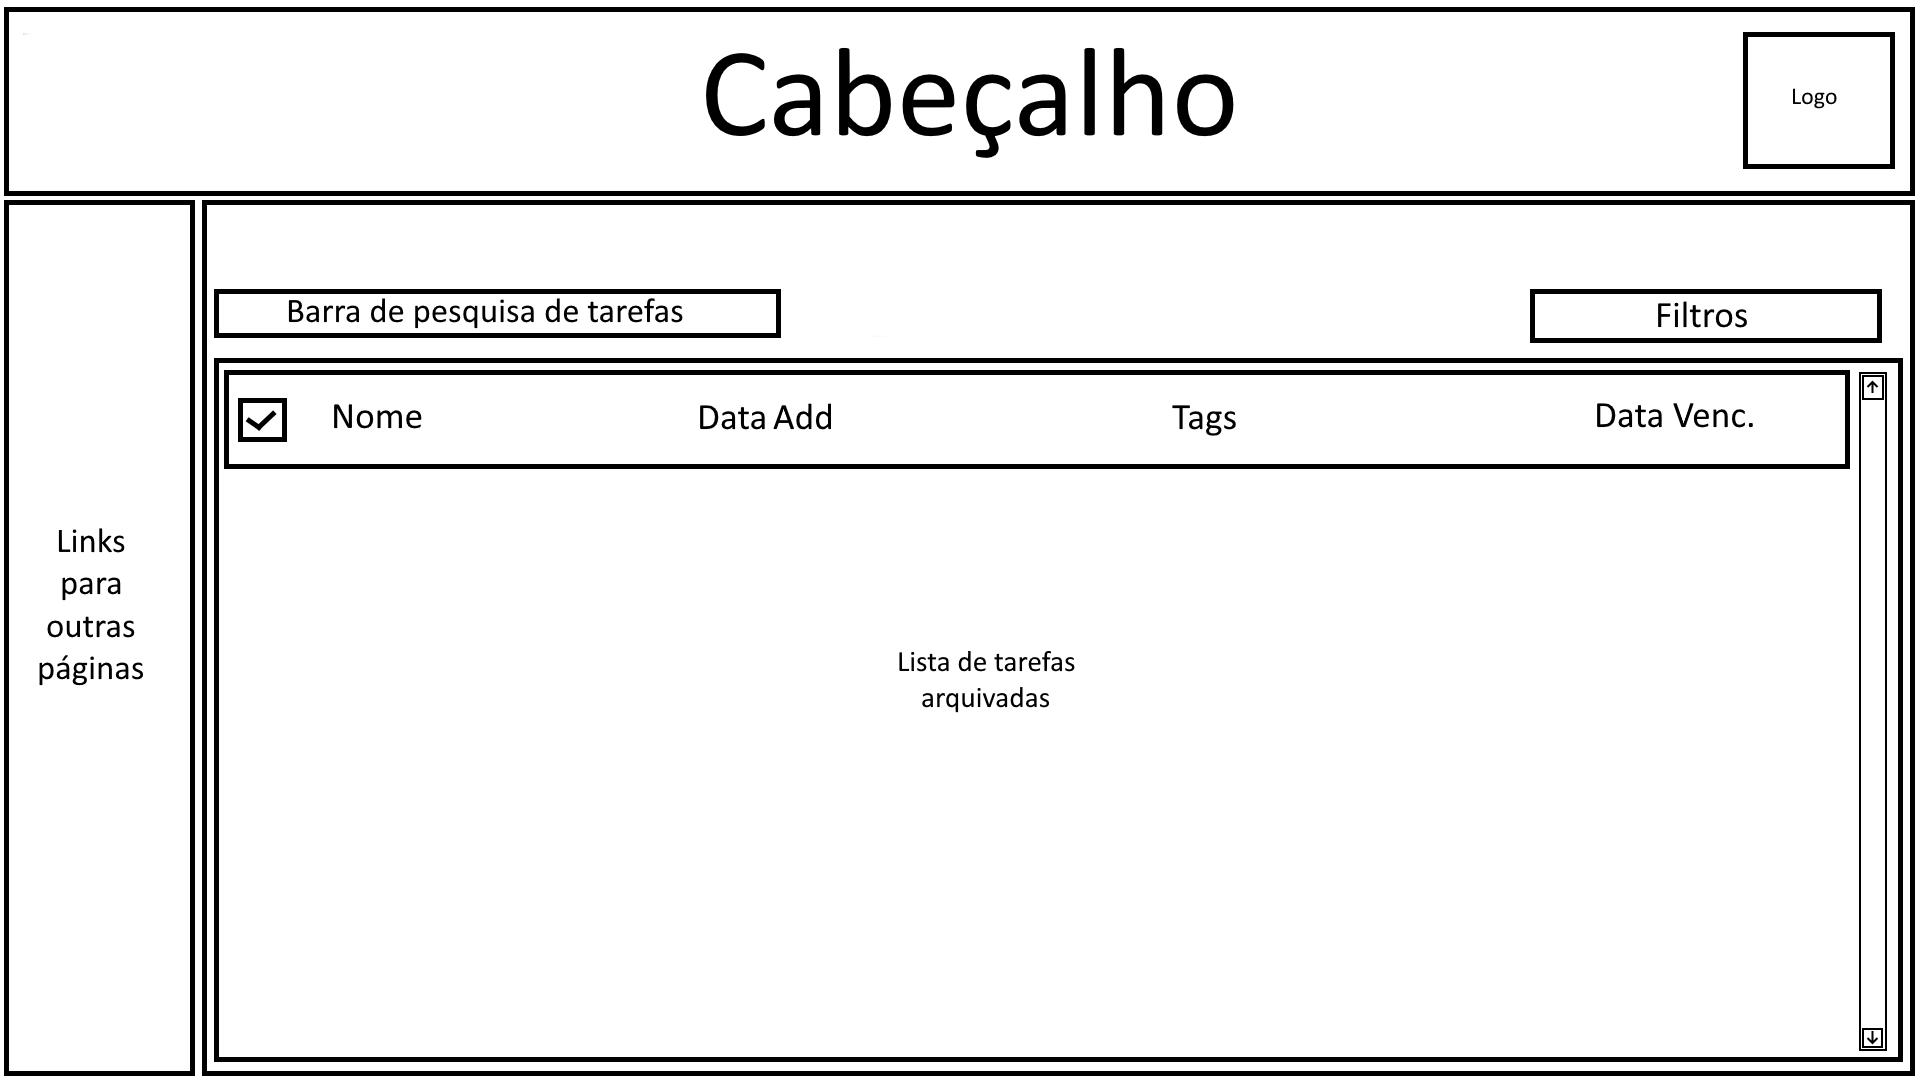 Cabeçalho
Logo
Barra de pesquisa de tarefas
Filtros
Nome
Data Add
Tags
Data Venc.
Links
para
outras
páginas
Lista de tarefas
arquivadas